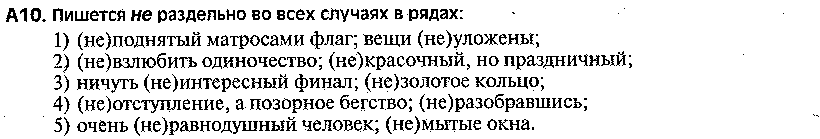 А10. Пишется не раздельно во всех случаях в рядах:
1) (не)поднятый матросами флаг; вещи (не)уложены;
2) (не)взлюбить одиночество; (не)красочный, но праздничный;
3) ничуть (не)интересный финал; (не)золотое кольцо;
4) (не)отступление, а позорное бегство; (не)разобравшись;
5) очень (не)равнодушный человек; (не)мытые окна.